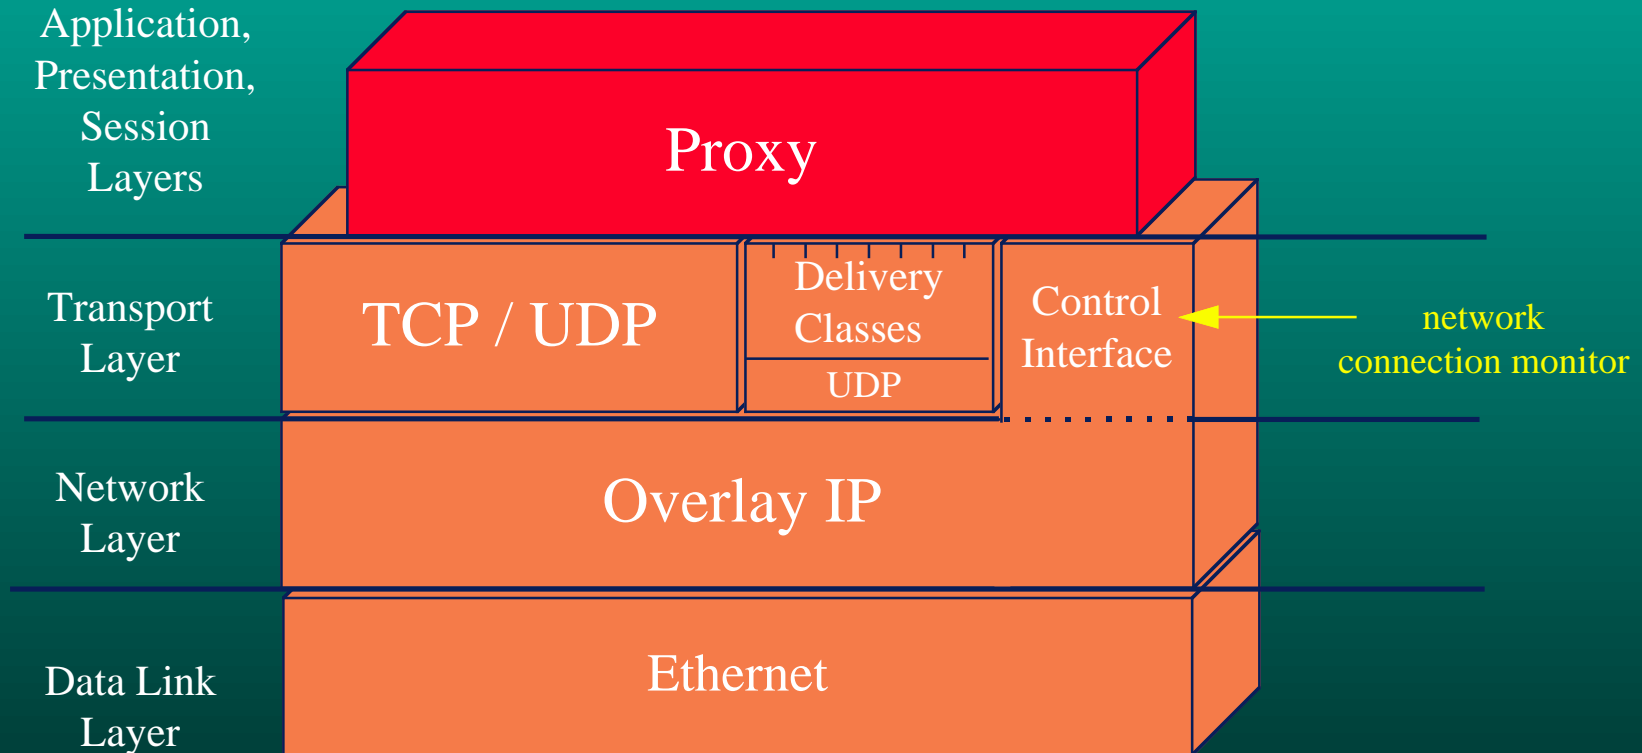 Application,
Presentation,
Session
Layers
Proxy
Transport
Layer
TCP / UDP
Delivery
Classes
UDP
Control
Interface
network
connection monitor
Network
Layer
Overlay IP
Data Link
Layer
Ethernet